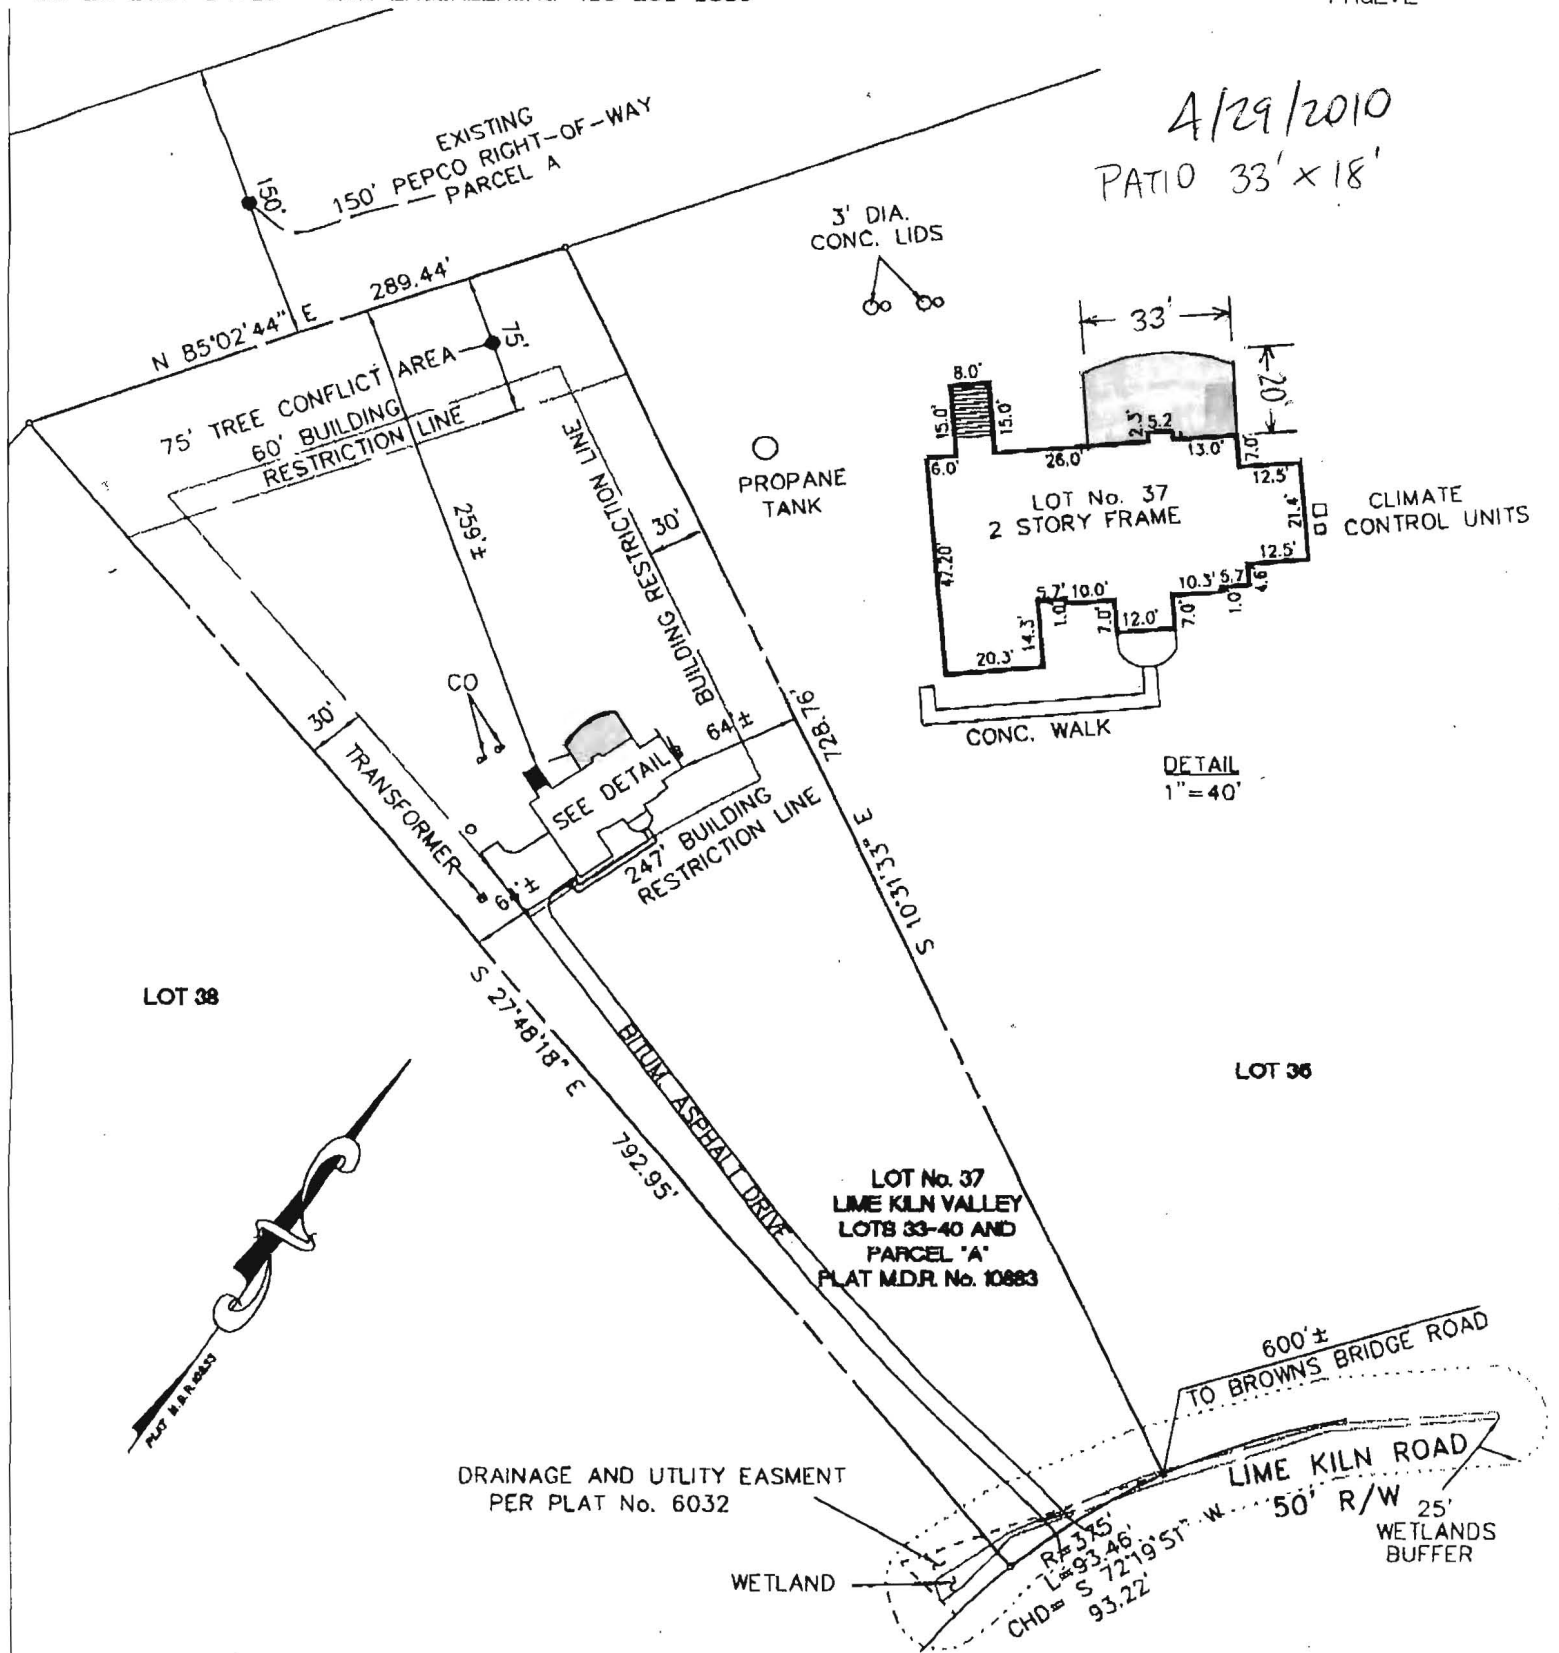 4/29/2010
PATIO 33' × 18'
EXISTING
150' PEPCO RIGHT-OF-WAY
PARCEL A
150'
3' DIA.
CONC. LIDS
289.44'
N 85°02'44" E
75'
75' TREE CONFLICT AREA
60' BUILDING
RESTRICTION LINE
BUILDING RESTRICTION LINE
259'±
30'
PROPANE
TANK
33'
20'
8.0'
15.0'
15.0'
6.0'
26.0'
2.5'
5.2
13.0'
7.0'
12.5'
LOT No. 37
2 STORY FRAME
21.4'
CLIMATE
CONTROL UNITS
47.20'
12.5'
4.6'
5.7'
10.0'
10.3'
5.7
1.0'
1.0'
7.0'
12.0'
7.0'
14.3'
20.3'
CONC. WALK
DETAIL
1"=40'
CO
30'
TRANSFORMER
SEE DETAIL
64'±
728.76'
247' BUILDING
RESTRICTION LINE
S 10°31'33" E
LOT 38
S 27°48'18" E
792.95'
BITUM. ASPHALT DRIVE
LOT 36
LOT No. 37
LIME KILN VALLEY
LOTS 33-40 AND
PARCEL "A"
PLAT M.D.R. No. 10883
600'±
TO BROWNS BRIDGE ROAD
LIME KILN ROAD
50' R/W
25'
WETLANDS
BUFFER
DRAINAGE AND UTLITY EASMENT
PER PLAT No. 6032
WETLAND
R=375'
L=93.46'
CHD= S 72°19'51" W
93.22'